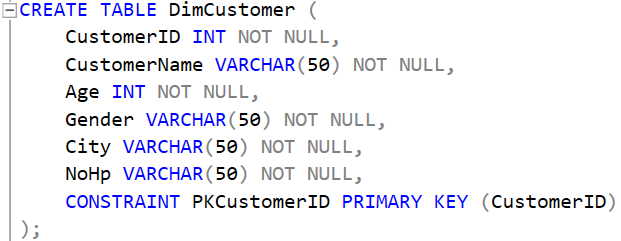 CREATE TABLE DimCustomer (
    CustomerID INT NOT NULL,
    CustomerName VARCHAR(50) NOT NULL,
    Age INT NOT NULL,
    Gender VARCHAR(50) NOT NULL,
    City VARCHAR(50) NOT NULL,
    NoHp VARCHAR(50) NOT NULL,
    CONSTRAINT PKCustomerID PRIMARY KEY (CustomerID)
);